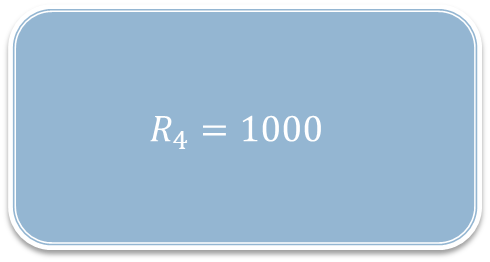 R₄ = 1000